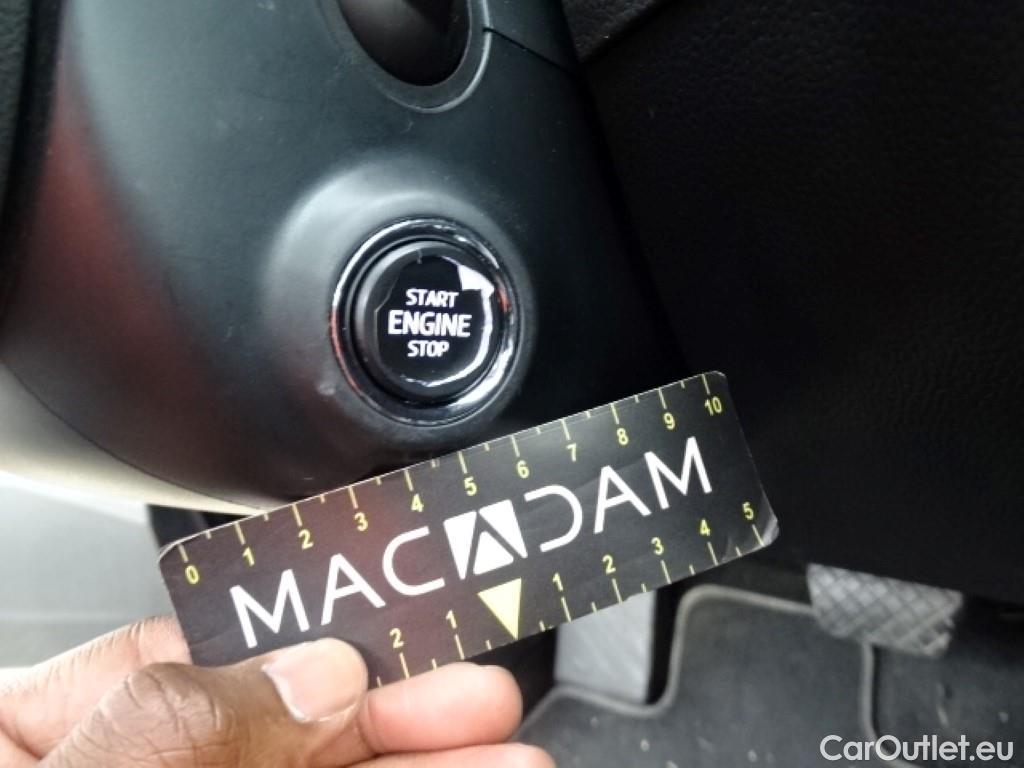 START
ENGINE
STOP
0 1 2 3 4 5 6 7 8 9 10
MACADAM
2 1 1 2 3 4 5
CarOutlet.eu